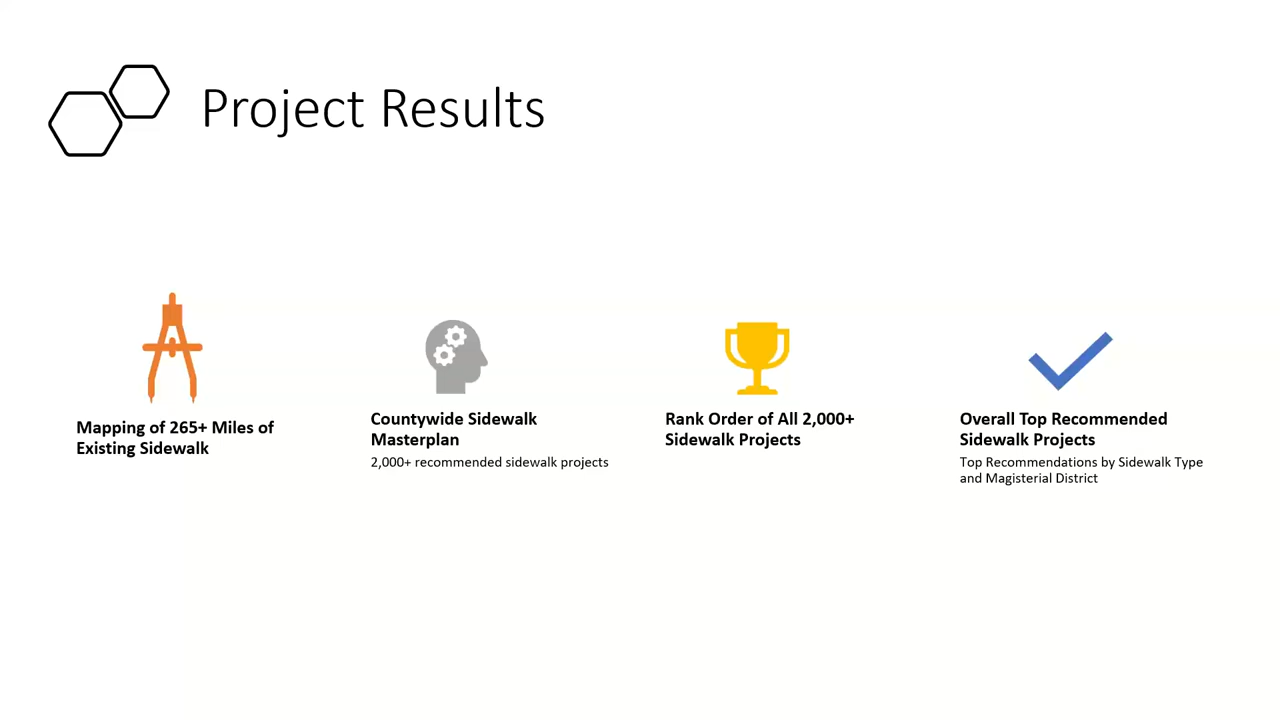 Project Results
Mapping of 265+ Miles of
Existing Sidewalk
Countywide Sidewalk
Masterplan
2,000+ recommended sidewalk projects
Rank Order of All 2,000+
Sidewalk Projects
Overall Top Recommended
Sidewalk Projects
Top Recommendations by Sidewalk Type
and Magisterial District